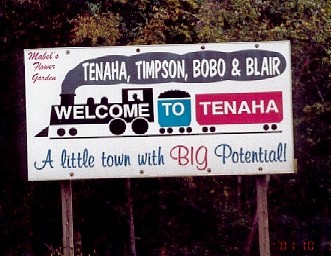 Mabel's
Flower
Garden
TENAHA, TIMPSON, BOBO & BLAIR
WELCOME TO TENAHA
A little town with BIG Potential!